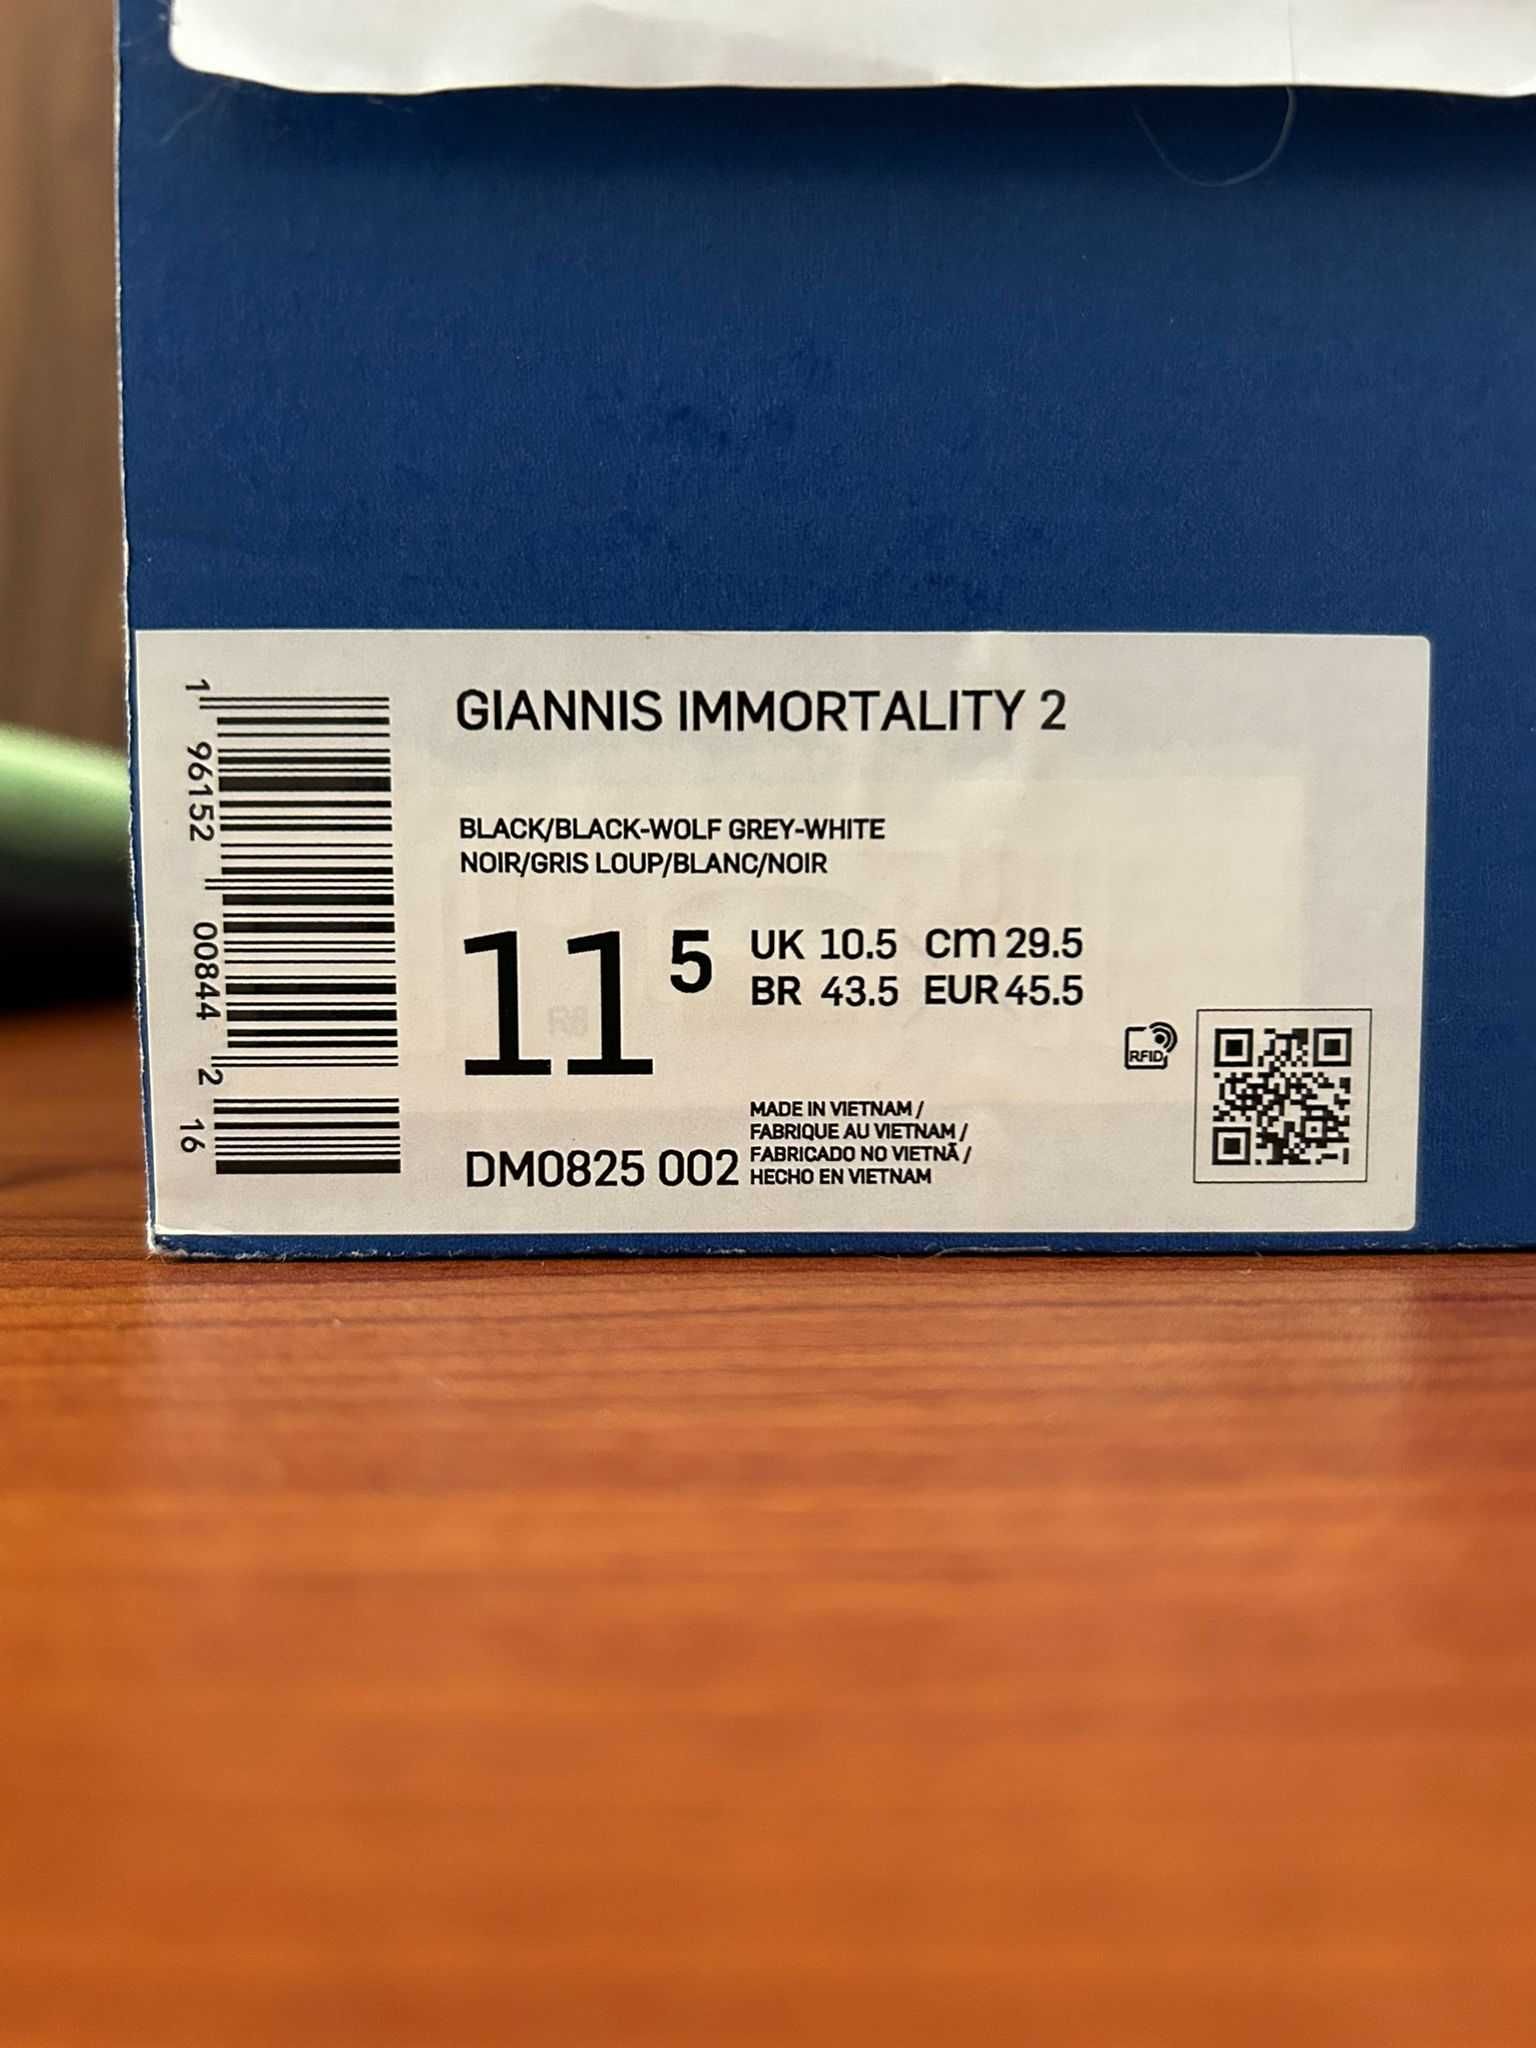 GIANNIS IMMORTALITY 2
BLACK/BLACK-WOLF GREY-WHITE
NOIR/GRIS LOUP/BLANC/NOIR
11 5
UK 10.5 cm 29.5
BR 43.5 EUR 45.5
RFID
MADE IN VIETNAM /
FABRIQUE AU VIETNAM /
FABRICADO NO VIETNÃ /
HECHO EN VIETNAM
DM0825 002
1 96152 00844 2 16